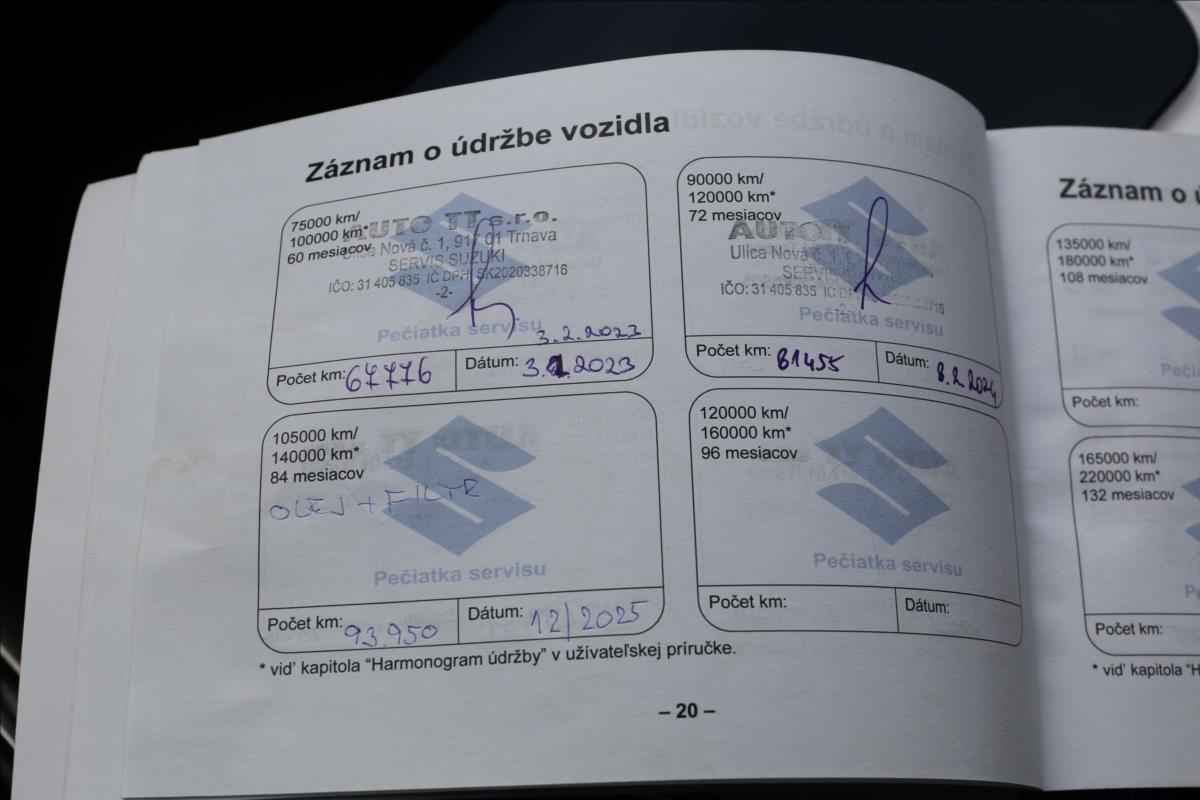 Záznam o údržbe vozidla
75000 km/
100000 km*
60 mesiacov
AUTO TT s.r.o.
Ulica Nová č. 1, 917 01 Trnava
SERVIS SUZUKI
IČO: 31 405 835 IČ DPH SK2020338716
-2-
Pečiatka servisu
3.2.2023
Počet km: 67776
Dátum: 3.2.2023
90000 km/
120000 km*
72 mesiacov
AUTO TT
Ulica Nová č. 1,
SERVIS
IČO: 31 405 835 IČ DPH
Pečiatka servisu
Počet km: 81455
Dátum: 8.2.2024
105000 km/
140000 km*
84 mesiacov
OLEJ + FILTR
Pečiatka servisu
Počet km: 93.950
Dátum: 12/2025
120000 km/
160000 km*
96 mesiacov
Pečiatka servisu
Počet km:
Dátum:
* vid' kapitola “Harmonogram údržby” v užívateľskej príručke.
– 20 –
Záznam o
135000 km/
180000 km*
108 mesiacov
Počet km:
165000 km/
220000 km*
132 mesiacov
Počet km:
* vid' kapitola “H